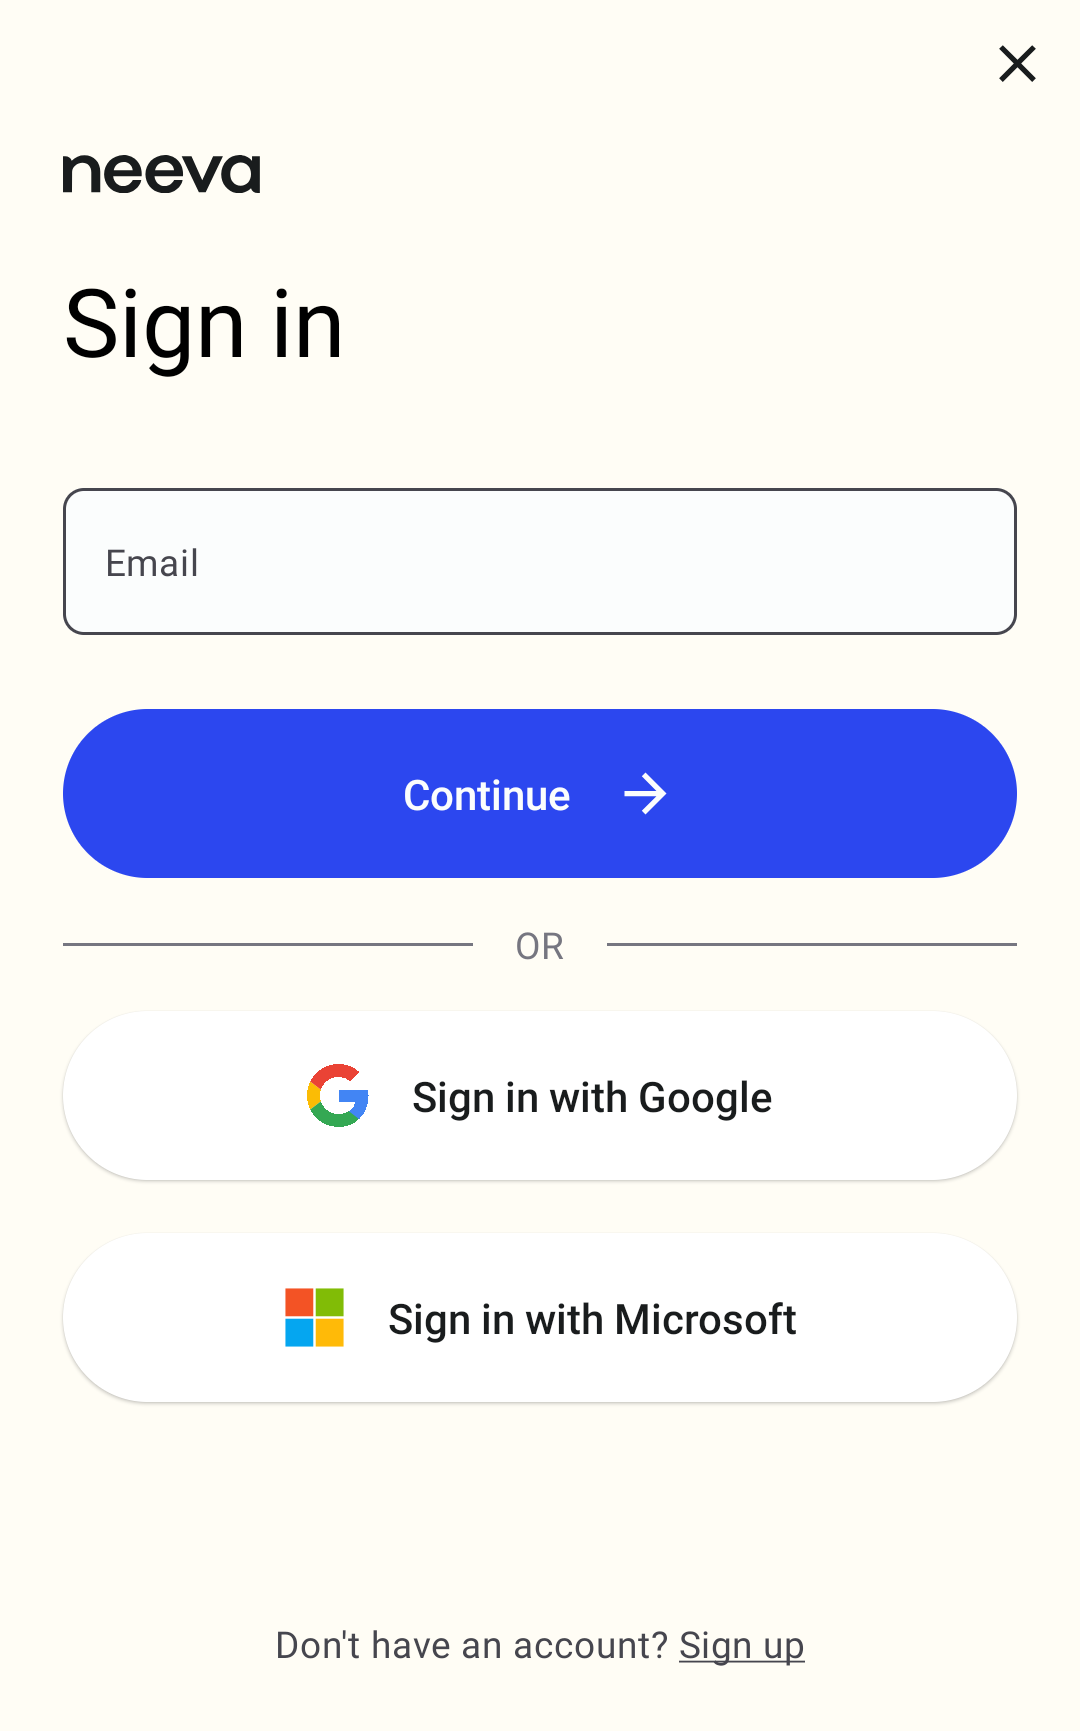 neeva
Sign in
Email
Continue
OR
Sign in with Google
Sign in with Microsoft
Don't have an account? Sign up